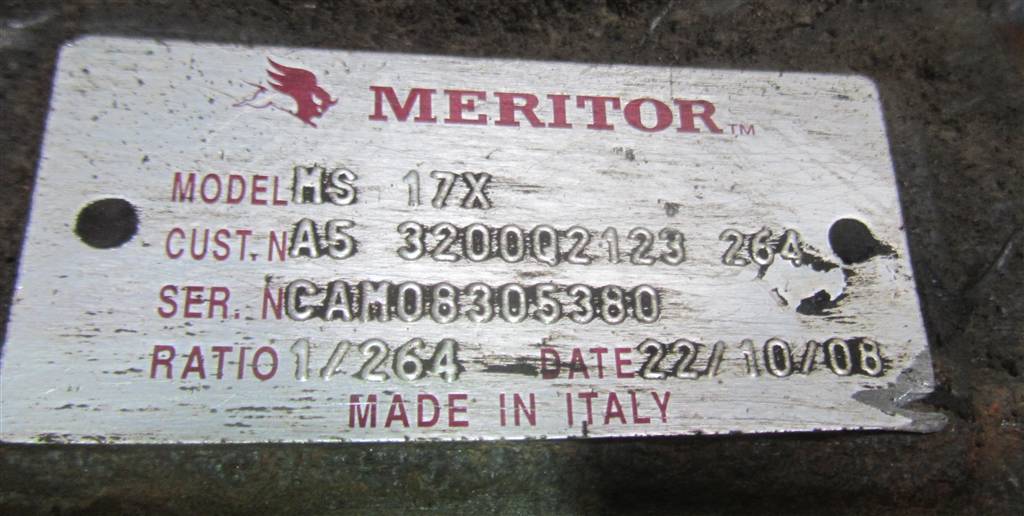 MERITOR™
MODEL MS 17X
CUST. N A5 3200Q2123 264
SER. N CAM08305380
RATIO 1/264 DATE 22/10/08
MADE IN ITALY